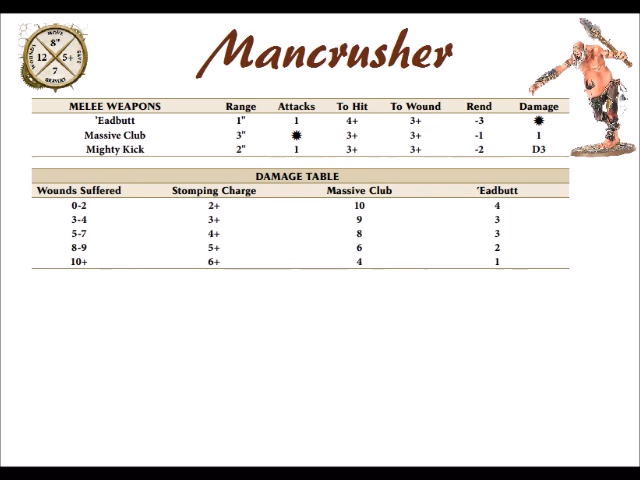 MOVE
8"
WOUNDS 12 5+ SAVE
7
BRAVERY
Mancrusher
MELEE WEAPONS Range Attacks To Hit To Wound Rend Damage
'Eadbutt 1" 1 4+ 3+ -3 ✹
Massive Club 3" ✹ 3+ 3+ -1 1
Mighty Kick 2" 1 3+ 3+ -2 D3
DAMAGE TABLE
Wounds Suffered Stomping Charge Massive Club 'Eadbutt
0-2 2+ 10 4
3-4 3+ 9 3
5-7 4+ 8 3
8-9 5+ 6 2
10+ 6+ 4 1